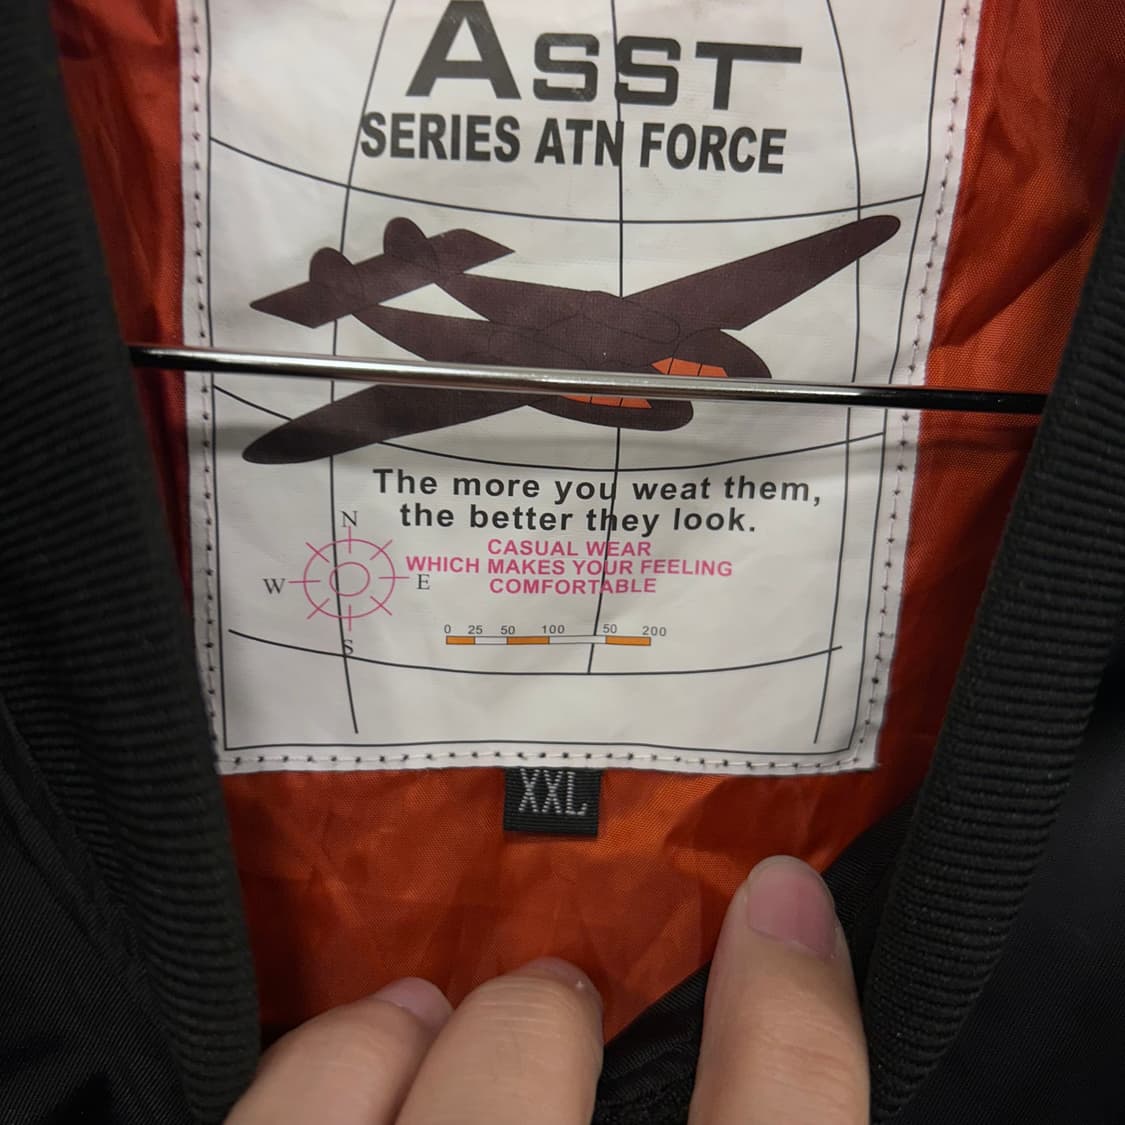 ASST
SERIES ATN FORCE
The more you weat them,
the better they look.
CASUAL WEAR
WHICH MAKES YOUR FEELING
COMFORTABLE
N
W E
S
0 25 50 100 50 200
XXL